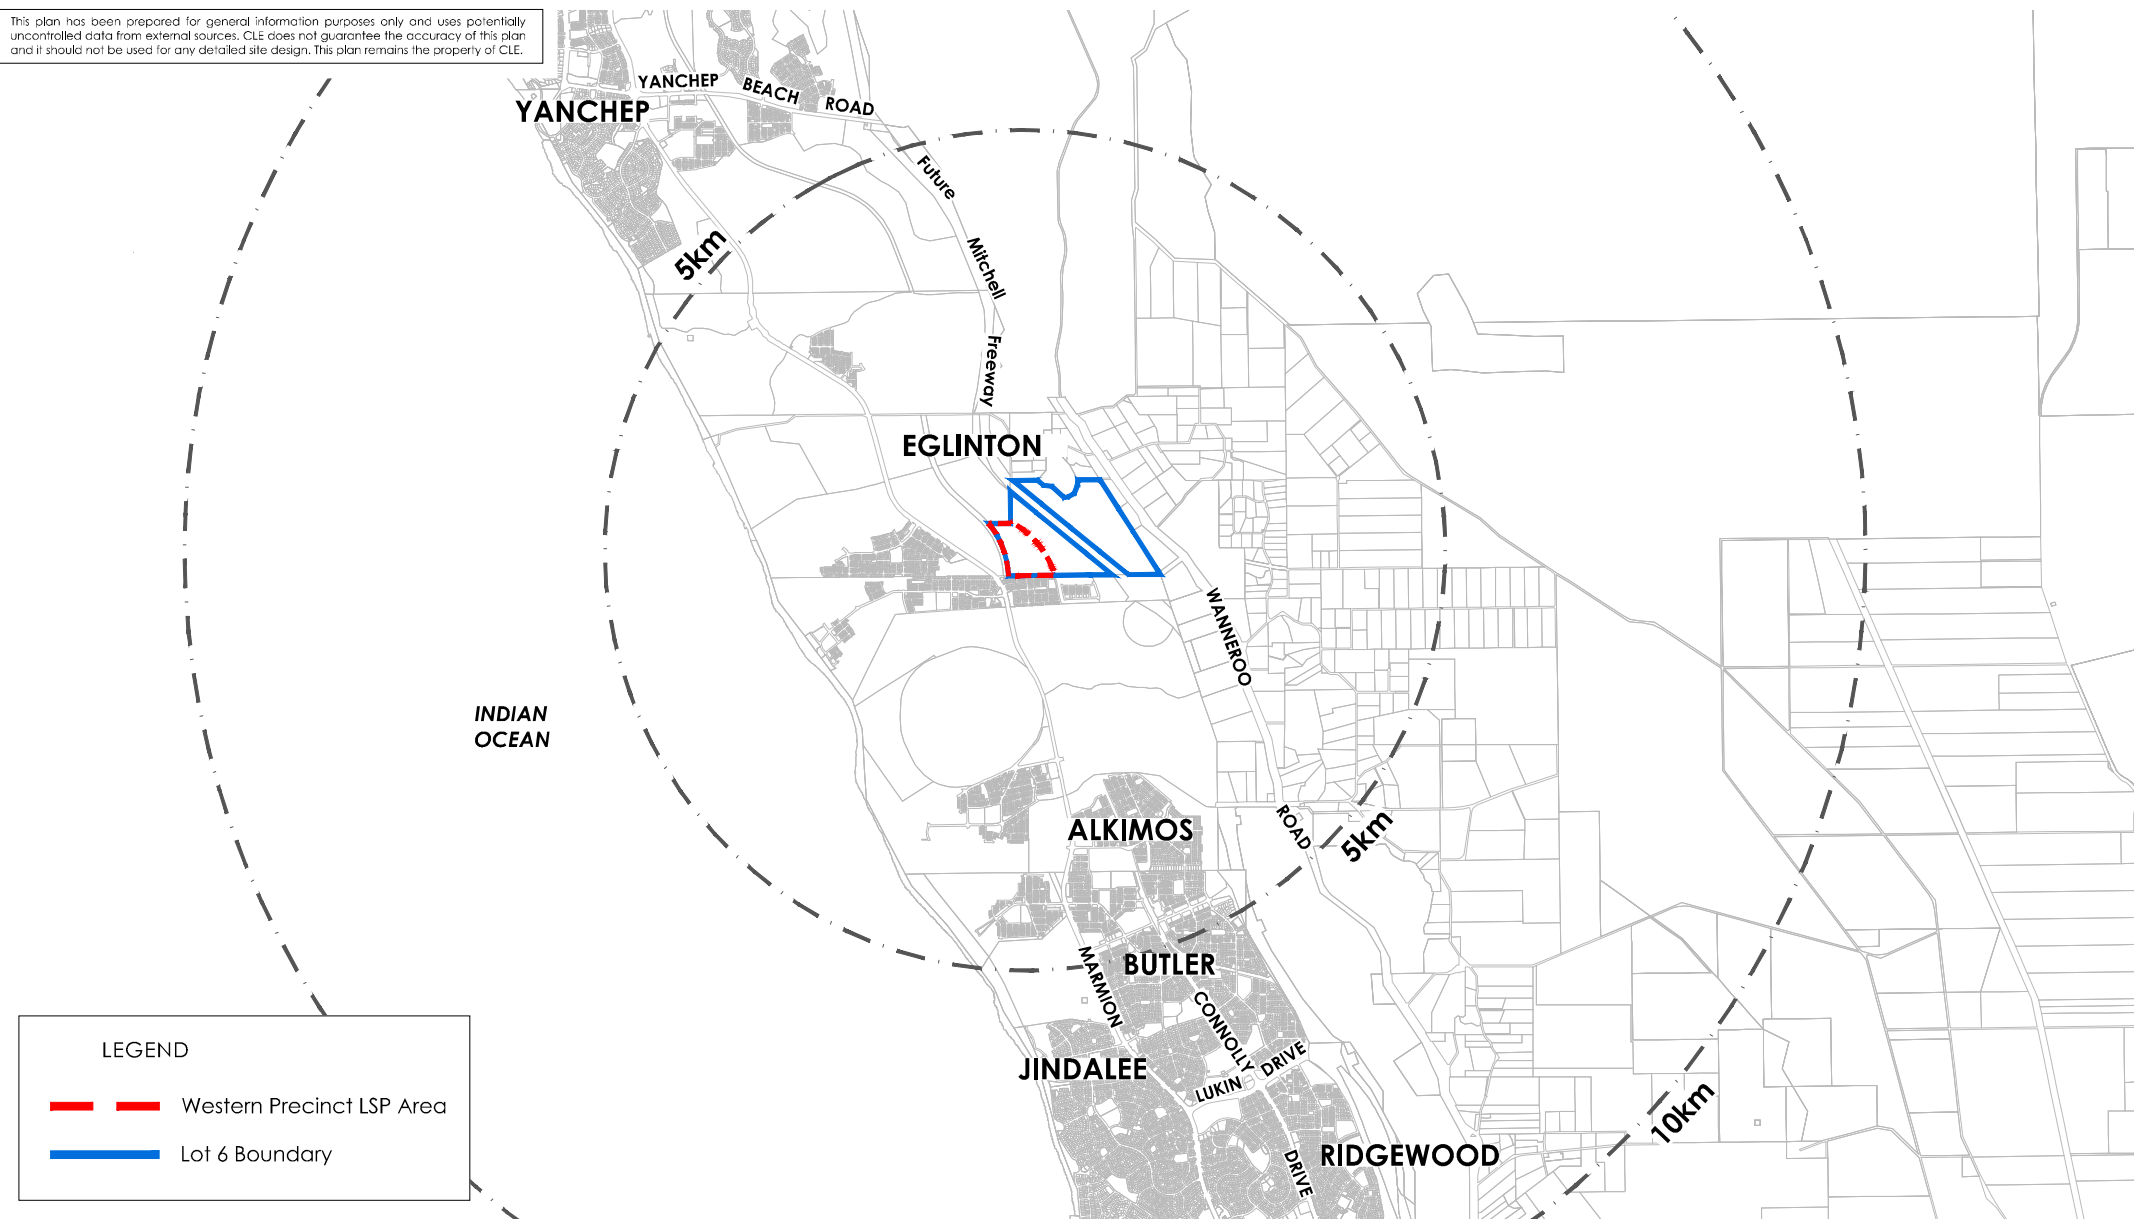 This plan has been prepared for general information purposes only and uses potentially
uncontrolled data from external sources. CLE does not guarantee the accuracy of this plan
and it should not be used for any detailed site design. This plan remains the property of CLE.
YANCHEP BEACH ROAD
YANCHEP
Future
Mitchell
Freeway
5km
EGLINTON
WANNEROO
ROAD
INDIAN
OCEAN
ALKIMOS
5km
BUTLER
MARMION
CONNOLLY
DRIVE
JINDALEE
LUKIN DRIVE
RIDGEWOOD
10km
LEGEND
Western Precinct LSP Area
Lot 6 Boundary